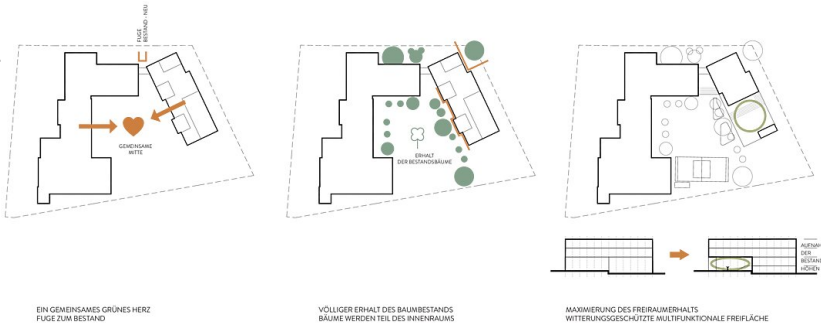 FUGE
BESTAND - NEU
GEMEINSAME
MITTE
EIN GEMEINSAMES GRÜNES HERZ
FUGE ZUM BESTAND
ERHALT
DER BESTANDSBÄUME
VÖLLIGER ERHALT DES BAUMBESTANDS
BÄUME WERDEN TEIL DES INNENRAUMS
AUFNAH
DER
BESTAND
HÖHEN
MAXIMIERUNG DES FREIRAUMERHALTS
WITTERUNGSGESCHÜTZTE MULTIFUNKTIONALE FREIFLÄCHE